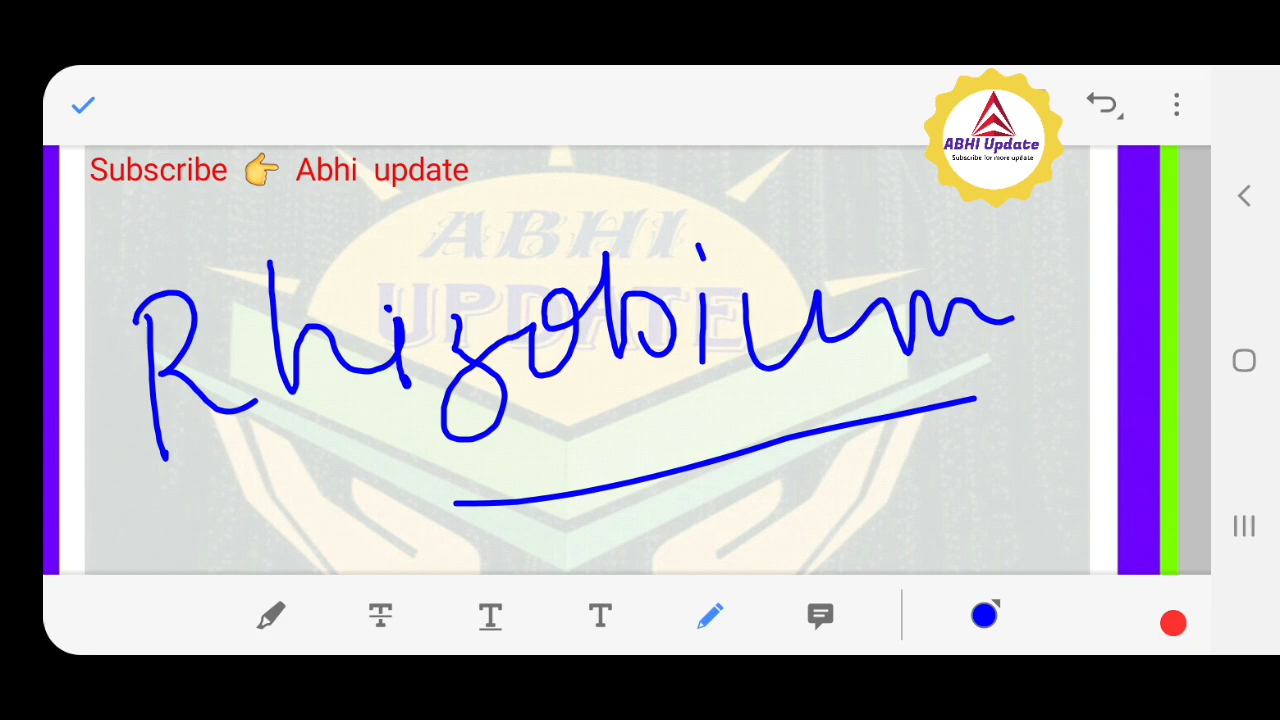 ABHI Update
Subscribe for more update
Subscribe 👉 Abhi update
ABHI
UPDATE
Rhizobium
T
T
T